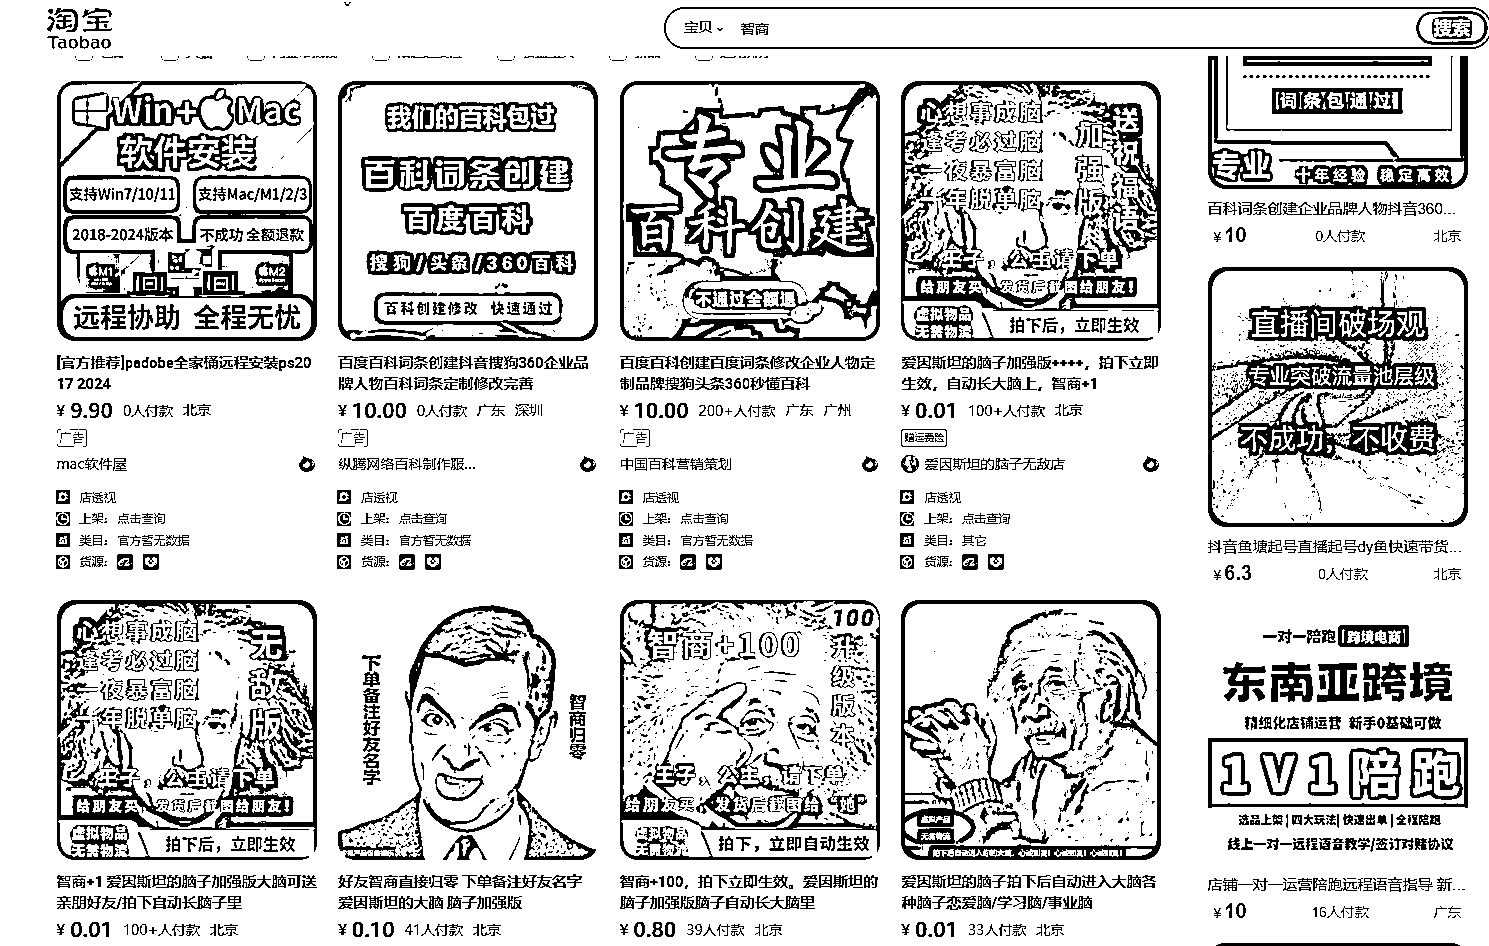 淘宝
Taobao
宝贝
智商
搜索
Win+Mac
软件安装
支持Win7/10/11
支持Mac/M1/2/3
2018-2024版本
不成功 全额退款
M1
M2
远程协助 全程无忧
[官方推荐]padobe全家桶远程安装ps20
17 2024
¥ 9.90 0人付款 北京
广告
mac软件屋
店透视
上架: 点击查询
类目: 官方暂无数据
货源:
我们的百科包过
百科词条创建
百度百科
搜狗/头条/360百科
百科创建修改 快速通过
百度百科词条创建抖音搜狗360企业品
牌人物百科词条定制修改完善
¥ 10.00 0人付款 广东 深圳
广告
纵腾网络百科制作服...
店透视
上架: 点击查询
类目: 官方暂无数据
货源:
专业
百科创建
不通过全额退
百度百科创建百度词条修改企业人物定
制品牌搜狗头条360秒懂百科
¥ 10.00 200+人付款 广东 广州
广告
中国百科营销策划
店透视
上架: 点击查询
类目: 官方暂无数据
货源:
心想事成脑
逢考必过脑
一夜暴富脑
一年脱单脑
加强版
送祝福语
王子,公主请下单
给朋友买,发货后截图给朋友!
虚拟物品
无需物流
拍下后,立即生效
爱因斯坦的脑子加强版++++,拍下立即
生效,自动长大脑上,智商+1
¥ 0.01 100+人付款 北京
赠运费险
爱因斯坦的脑子无敌店
店透视
上架: 点击查询
类目: 其它
货源:
词条包通过
专业
十年经验 稳定高效
百科词条创建企业品牌人物抖音360...
¥ 10 0人付款 北京
直播间破场观
专业突破流量池层级
不成功,不收费
抖音鱼塘起号直播起号dy鱼快速带货...
¥ 6.3 0人付款 北京
心想事成脑
逢考必过脑
一夜暴富脑
一年脱单脑
无敌版
王子,公主请下单
给朋友买,发货后截图给朋友!
虚拟物品
无需物流
拍下后,立即生效
智商+1 爱因斯坦的脑子加强版大脑可送
亲朋好友/拍下自动长脑子里
¥ 0.01 100+人付款 北京
下单备注好友名字
智商归零
好友智商直接归零 下单备注好友名字
爱因斯坦的大脑 脑子加强版
¥ 0.10 41人付款 北京
100
智商+100
升级版本
王子,公主,请下单
给朋友买,发货后截图给"她"
虚拟物品
无需物流
拍下,立即自动生效
智商+100,拍下立即生效。爱因斯坦的
脑子加强版脑子自动长大脑里
¥ 0.80 39人付款 北京
爱因斯坦的脑子拍下后自动进入大脑各
种脑子恋爱脑/学习脑/事业脑
¥ 0.01 33人付款 北京
一对一陪跑 跨境电商
东南亚跨境
精细化店铺运营 新手0基础可做
1V1陪跑
选品上架|四大玩法|快速出单|全程陪跑
线上一对一远程语音教学/签订对赌协议
店铺一对一运营陪跑远程语音指导 新...
¥ 10 16人付款 广东